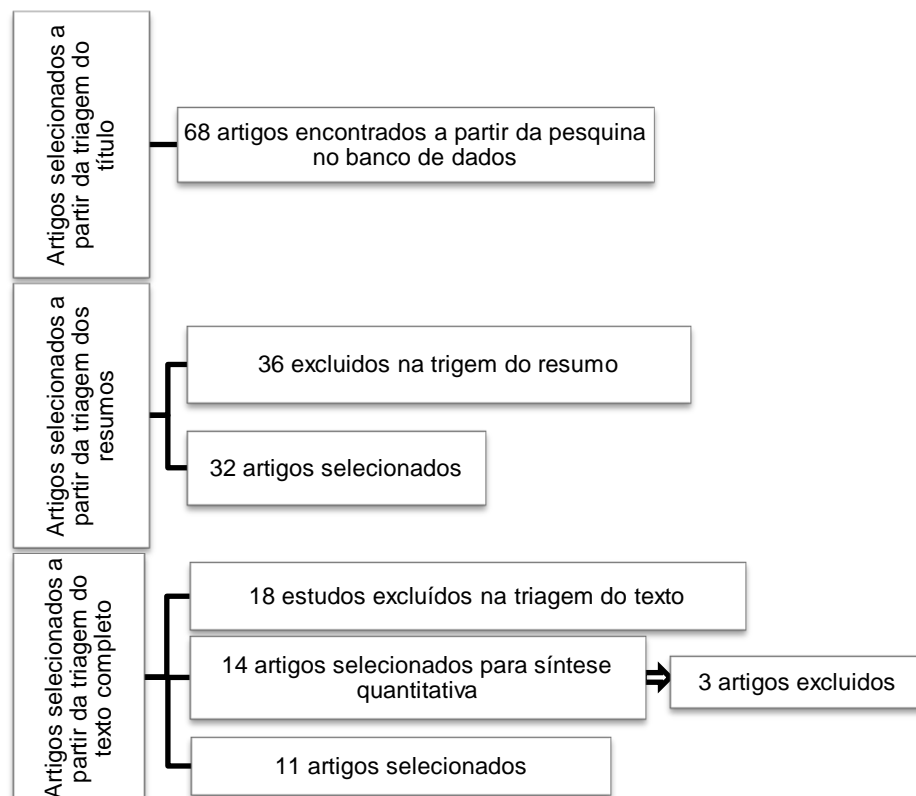 Artigos selecionados a
partir da triagem do
título
68 artigos encontrados a partir da pesquina
no banco de dados
Artigos selecionados a
partir da triagem dos
resumos
36 excluidos na trigem do resumo
32 artigos selecionados
Artigos selecionados a
partir da triagem do
texto completo
18 estudos excluídos na triagem do texto
14 artigos selecionados para síntese
quantitativa
3 artigos excluidos
11 artigos selecionados